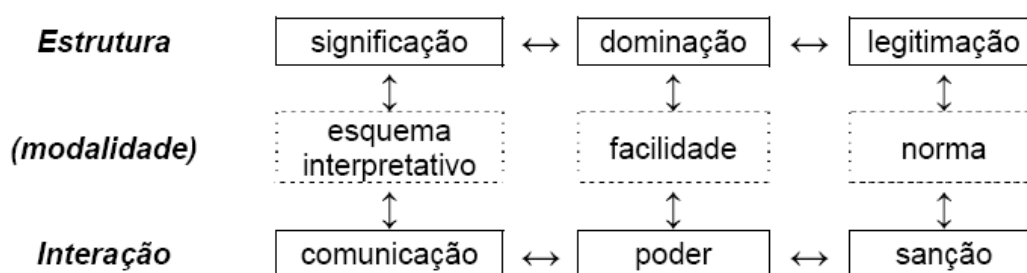 Estrutura significação ↔ dominação ↔ legitimação
(modalidade) esquema interpretativo facilidade norma
Interação comunicação ↔ poder ↔ sanção